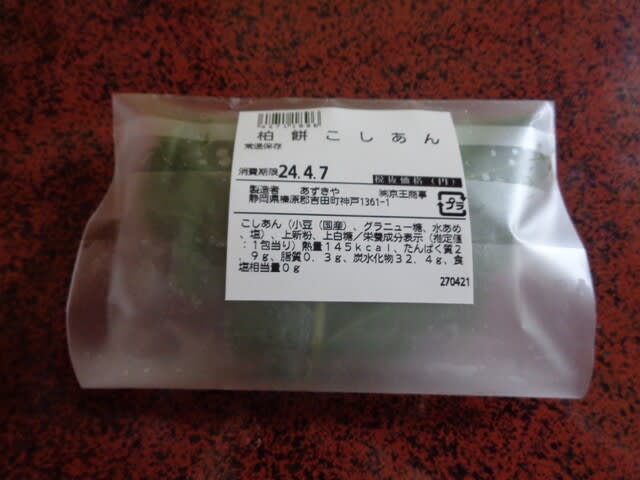 柏餅こしあん
常温保存
消費期限 24.4.7
税抜価格(円)
製造者 あずきや ㈱京王商事
静岡県榛原郡吉田町神戸1361-1
プラ
こしあん(小豆(国産)、グラニュー糖、水あめ
、塩)、上新粉、上白糖/栄養成分表示(推定値
:1包当り)熱量145kcal、たんぱく質2.
9g、脂質0.3g、炭水化物32.4g、食
塩相当量0g
270421